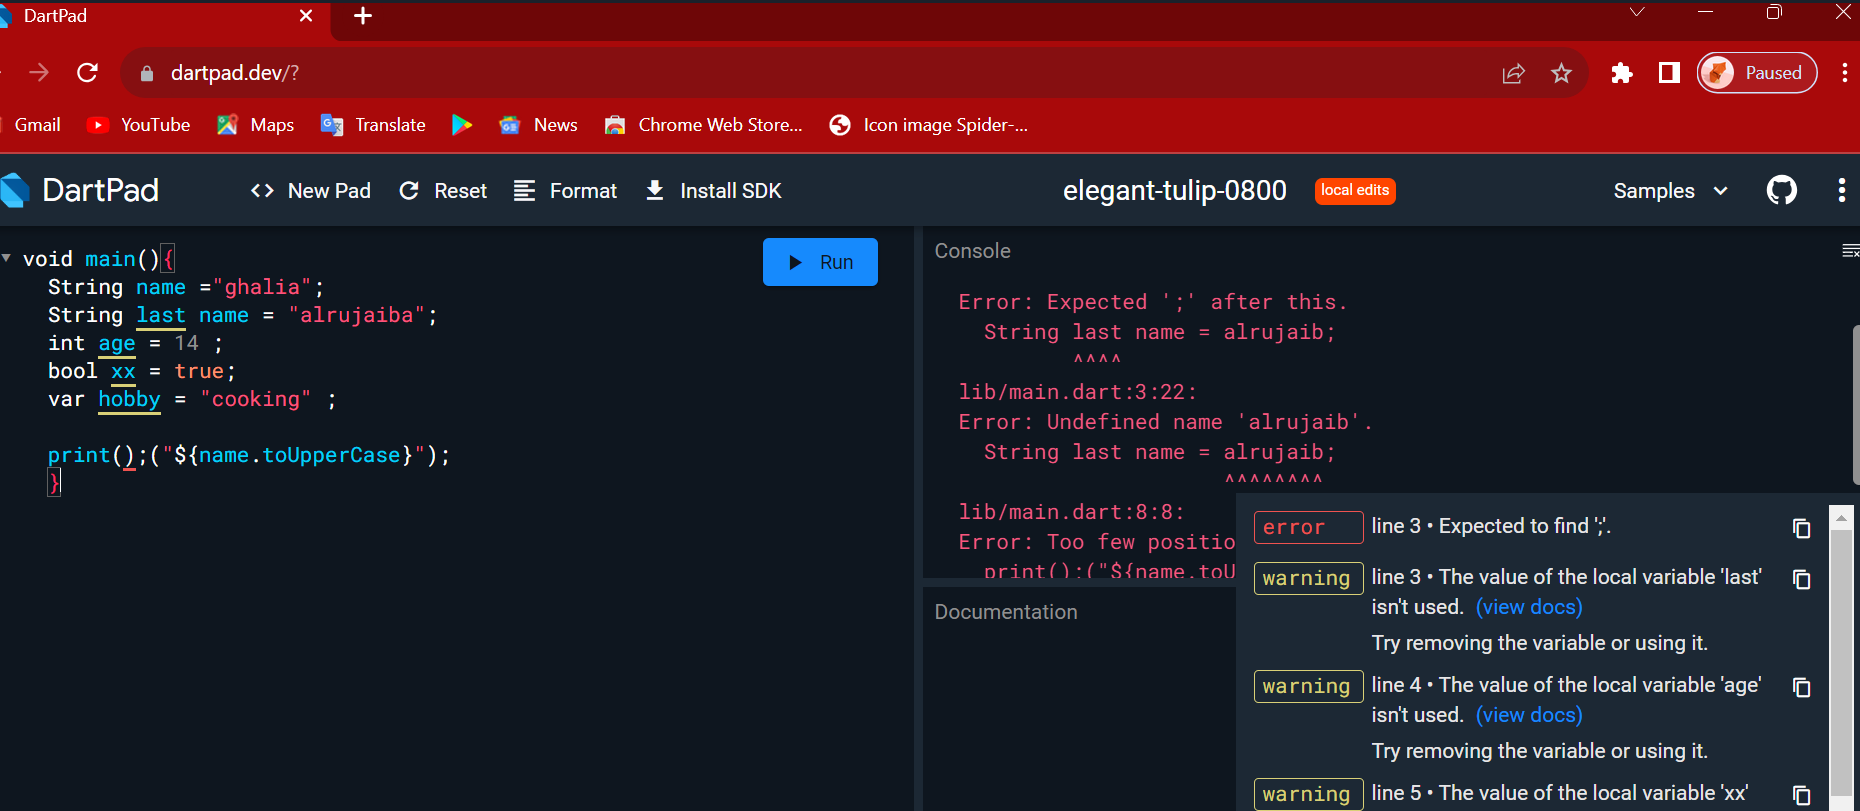 DartPad
dartpad.dev/?
Paused
Gmail
YouTube
Maps
Translate
News
Chrome Web Store...
Icon image Spider-...
DartPad
<> New Pad
Reset
Format
Install SDK
elegant-tulip-0800
local edits
Samples
void main(){
String name ="ghalia";
String last name = "alrujaiba";
int age = 14 ;
bool xx = true;
var hobby = "cooking" ;
print();("${name.toUpperCase}");
}
Run
Console
Error: Expected ';' after this.
String last name = alrujaib;
^^^^
lib/main.dart:3:22:
Error: Undefined name 'alrujaib'.
String last name = alrujaib;
^^^^^^^^
lib/main.dart:8:8:
Error: Too few positio
print();("${name.toU
Documentation
error line 3 • Expected to find ';'.
warning line 3 • The value of the local variable 'last'
isn't used. (view docs)
Try removing the variable or using it.
warning line 4 • The value of the local variable 'age'
isn't used. (view docs)
Try removing the variable or using it.
warning line 5 • The value of the local variable 'xx'